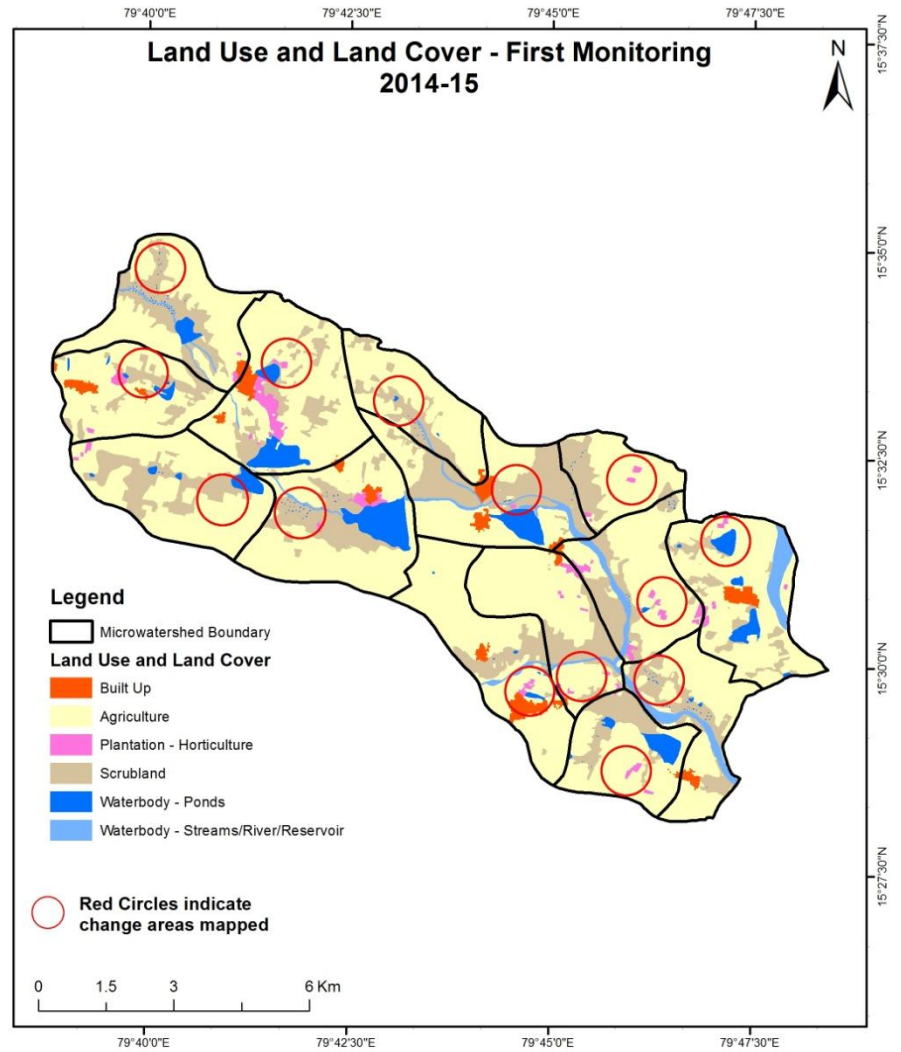 79°40'0"E 79°42'30"E 79°45'0"E 79°47'30"E
Land Use and Land Cover - First Monitoring
2014-15
N
15°37'30"N
15°35'0"N
15°32'30"N
15°30'0"N
15°27'30"N
Legend
Microwatershed Boundary
Land Use and Land Cover
Built Up
Agriculture
Plantation - Horticulture
Scrubland
Waterbody - Ponds
Waterbody - Streams/River/Reservoir
Red Circles indicate
change areas mapped
0 1.5 3 6 Km
79°40'0"E 79°42'30"E 79°45'0"E 79°47'30"E